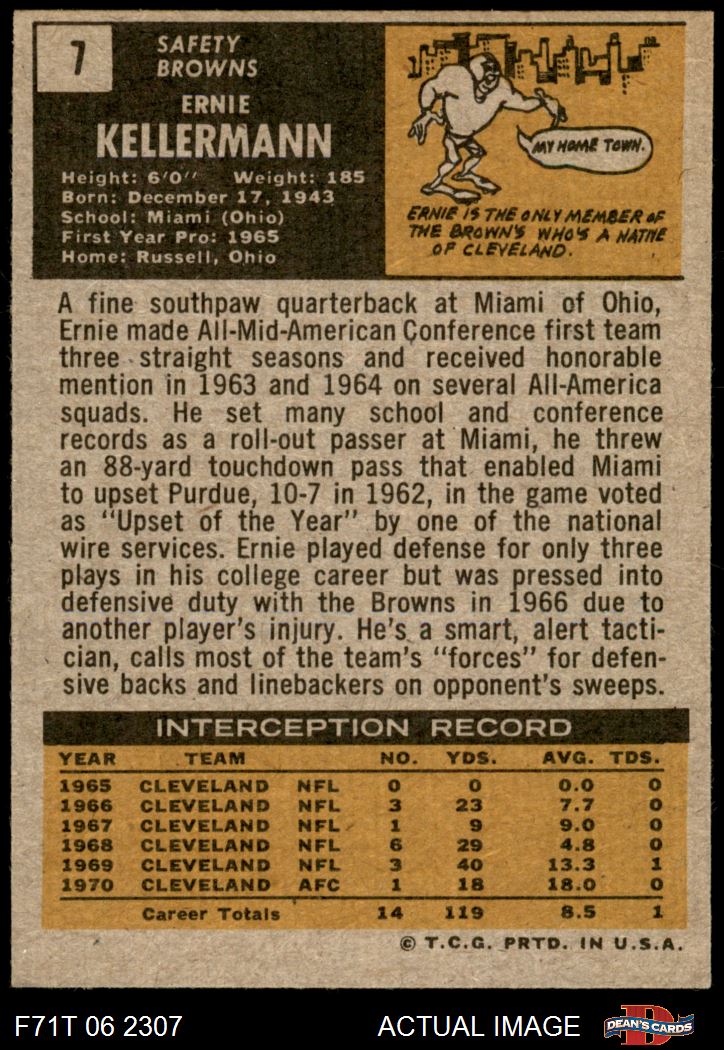 7
SAFETY
BROWNS
ERNIE
KELLERMANN
Height: 6'0'' Weight: 185
Born: December 17, 1943
School: Miami (Ohio)
First Year Pro: 1965
Home: Russell, Ohio
MY HOME TOWN.
ERNIE IS THE ONLY MEMBER OF
THE BROWN'S WHO'S A NATIVE
OF CLEVELAND.
A fine southpaw quarterback at Miami of Ohio,
Ernie made All-Mid-American Conference first team
three straight seasons and received honorable
mention in 1963 and 1964 on several All-America
squads. He set many school and conference
records as a roll-out passer at Miami, he threw
an 88-yard touchdown pass that enabled Miami
to upset Purdue, 10-7 in 1962, in the game voted
as "Upset of the Year" by one of the national
wire services. Ernie played defense for only three
plays in his college career but was pressed into
defensive duty with the Browns in 1966 due to
another player's injury. He's a smart, alert tacti-
cian, calls most of the team's "forces" for defen-
sive backs and linebackers on opponent's sweeps.
INTERCEPTION RECORD
YEAR TEAM NO. YDS. AVG. TDS.
1965 CLEVELAND NFL 0 0 0.0 0
1966 CLEVELAND NFL 3 23 7.7 0
1967 CLEVELAND NFL 1 9 9.0 0
1968 CLEVELAND NFL 6 29 4.8 0
1969 CLEVELAND NFL 3 40 13.3 1
1970 CLEVELAND AFC 1 18 18.0 0
Career Totals 14 119 8.5 1
© T.C.G. PRTD. IN U.S.A.
F71T 06 2307 ACTUAL IMAGE
D
DEAN'S CARDS